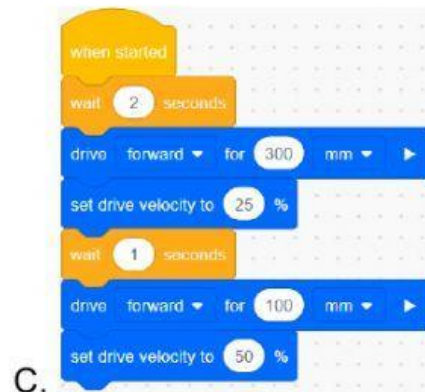 when started
wait 2 seconds
drive forward for 300 mm
set drive velocity to 25 %
wait 1 seconds
drive forward for 100 mm
set drive velocity to 50 %
C.